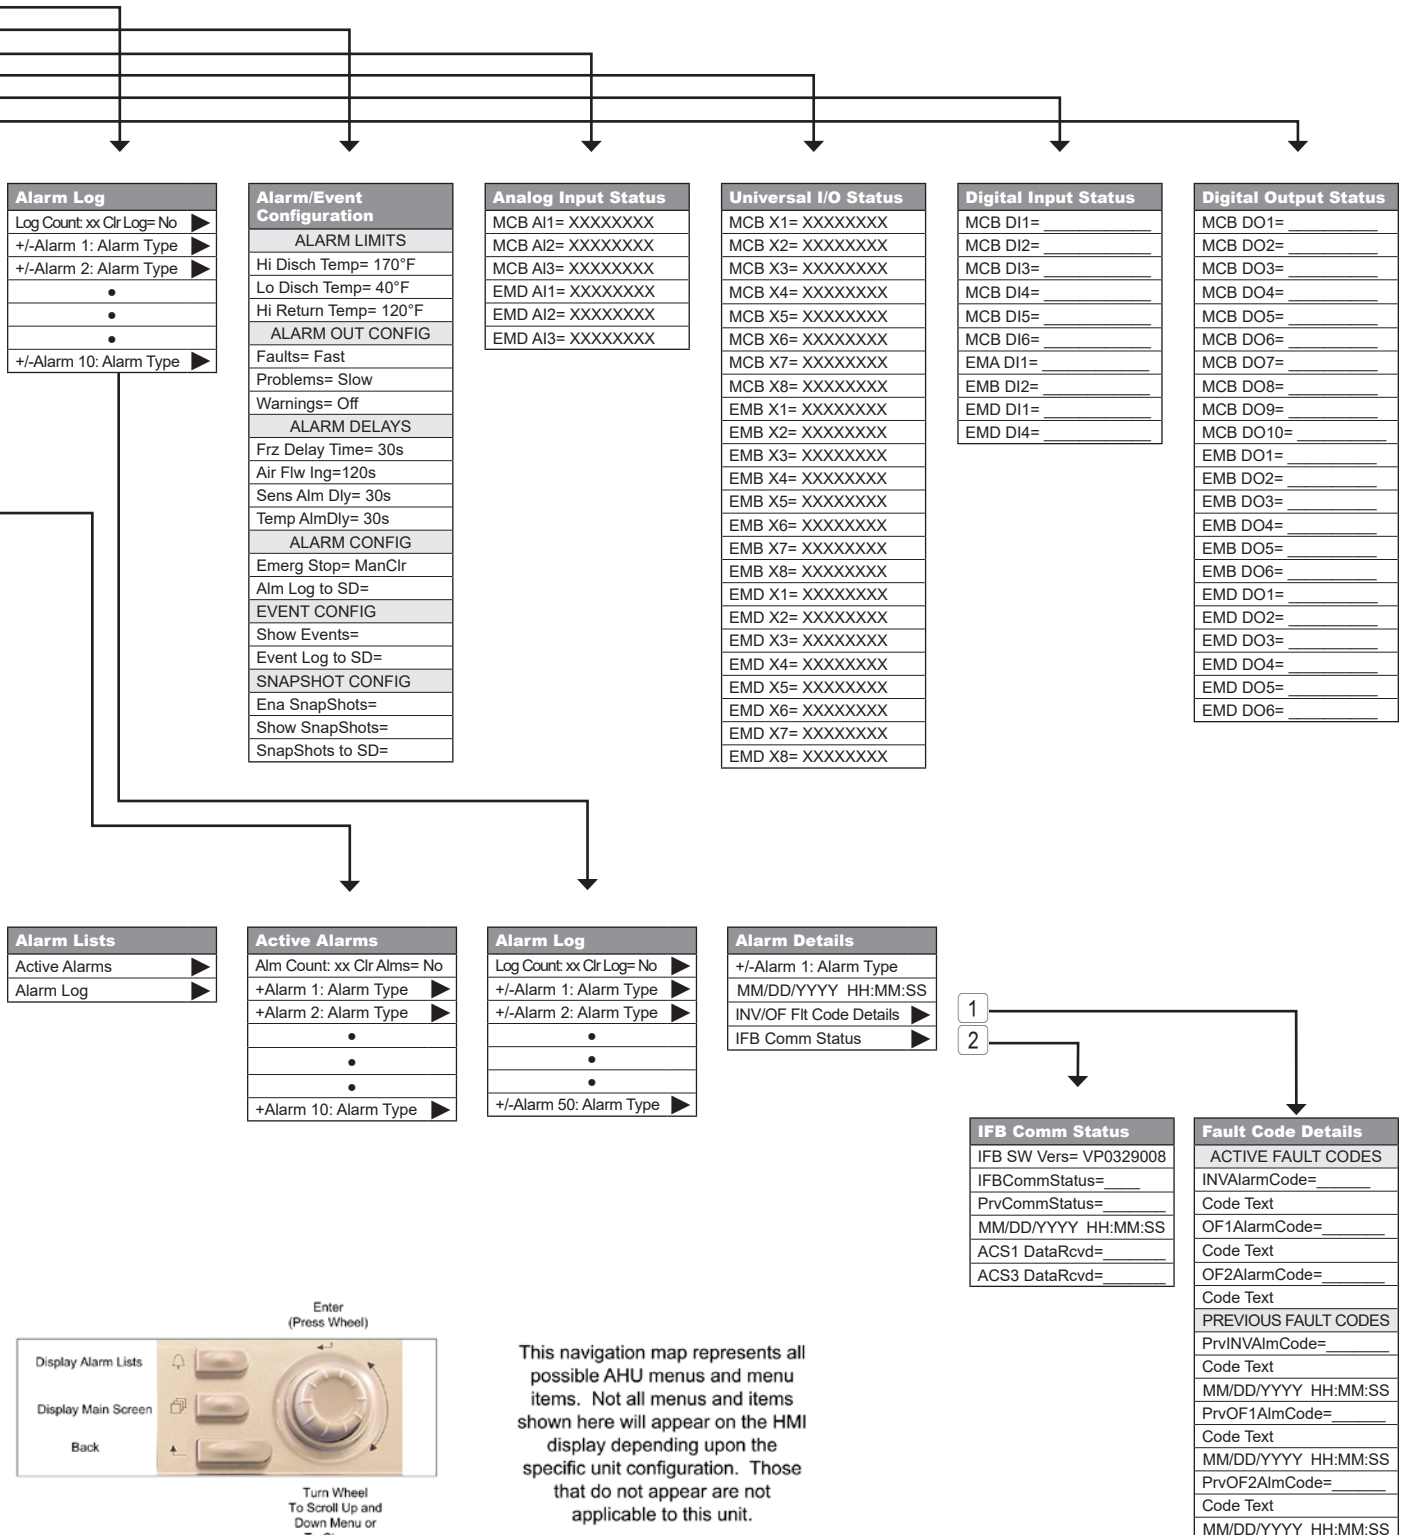 Alarm Log
Log Count: xx Clr Log= No
+/-Alarm 1: Alarm Type
+/-Alarm 2: Alarm Type
•
•
•
+/-Alarm 10: Alarm Type
Alarm/Event
Configuration
ALARM LIMITS
Hi Disch Temp= 170°F
Lo Disch Temp= 40°F
Hi Return Temp= 120°F
ALARM OUT CONFIG
Faults= Fast
Problems= Slow
Warnings= Off
ALARM DELAYS
Frz Delay Time= 30s
Air Flw Ing=120s
Sens Alm Dly= 30s
Temp AlmDly= 30s
ALARM CONFIG
Emerg Stop= ManClr
Alm Log to SD=
EVENT CONFIG
Show Events=
Event Log to SD=
SNAPSHOT CONFIG
Ena SnapShots=
Show SnapShots=
SnapShots to SD=
Analog Input Status
MCB AI1= XXXXXXXX
MCB AI2= XXXXXXXX
MCB AI3= XXXXXXXX
EMD AI1= XXXXXXXX
EMD AI2= XXXXXXXX
EMD AI3= XXXXXXXX
Universal I/O Status
MCB X1= XXXXXXXX
MCB X2= XXXXXXXX
MCB X3= XXXXXXXX
MCB X4= XXXXXXXX
MCB X5= XXXXXXXX
MCB X6= XXXXXXXX
MCB X7= XXXXXXXX
MCB X8= XXXXXXXX
EMB X1= XXXXXXXX
EMB X2= XXXXXXXX
EMB X3= XXXXXXXX
EMB X4= XXXXXXXX
EMB X5= XXXXXXXX
EMB X6= XXXXXXXX
EMB X7= XXXXXXXX
EMB X8= XXXXXXXX
EMD X1= XXXXXXXX
EMD X2= XXXXXXXX
EMD X3= XXXXXXXX
EMD X4= XXXXXXXX
EMD X5= XXXXXXXX
EMD X6= XXXXXXXX
EMD X7= XXXXXXXX
EMD X8= XXXXXXXX
Digital Input Status
MCB DI1= ____________
MCB DI2= ____________
MCB DI3= ____________
MCB DI4= ____________
MCB DI5= ____________
MCB DI6= ____________
EMA DI1= ____________
EMB DI2= ____________
EMD DI1= ____________
EMD DI4= ____________
Digital Output Status
MCB DO1= __________
MCB DO2= __________
MCB DO3= __________
MCB DO4= __________
MCB DO5= __________
MCB DO6= __________
MCB DO7= __________
MCB DO8= __________
MCB DO9= __________
MCB DO10= __________
EMB DO1= __________
EMB DO2= __________
EMB DO3= __________
EMB DO4= __________
EMB DO5= __________
EMB DO6= __________
EMD DO1= __________
EMD DO2= __________
EMD DO3= __________
EMD DO4= __________
EMD DO5= __________
EMD DO6= __________
Alarm Lists
Active Alarms
Alarm Log
Active Alarms
Alm Count: xx Clr Alms= No
+Alarm 1: Alarm Type
+Alarm 2: Alarm Type
•
•
•
+Alarm 10: Alarm Type
Alarm Log
Log Count: xx Clr Log= No
+/-Alarm 1: Alarm Type
+/-Alarm 2: Alarm Type
•
•
•
+/-Alarm 50: Alarm Type
Alarm Details
+/-Alarm 1: Alarm Type
MM/DD/YYYY HH:MM:SS
INV/OF Flt Code Details
IFB Comm Status
1
2
IFB Comm Status
IFB SW Vers= VP0329008
IFBCommStatus=____
PrvCommStatus=_______
MM/DD/YYYY HH:MM:SS
ACS1 DataRcvd=_______
ACS3 DataRcvd=_______
Fault Code Details
ACTIVE FAULT CODES
INVAlarmCode=______
Code Text
OF1AlarmCode=_______
Code Text
OF2AlarmCode=_______
Code Text
PREVIOUS FAULT CODES
PrvINVAlmCode=_______
Code Text
MM/DD/YYYY HH:MM:SS
PrvOF1AlmCode=______
Code Text
MM/DD/YYYY HH:MM:SS
PrvOF2AlmCode=______
Code Text
MM/DD/YYYY HH:MM:SS
Enter
(Press Wheel)
Display Alarm Lists
Display Main Screen
Back
Turn Wheel
To Scroll Up and
Down Menu or
This navigation map represents all
possible AHU menus and menu
items. Not all menus and items
shown here will appear on the HMI
display depending upon the
specific unit configuration. Those
that do not appear are not
applicable to this unit.